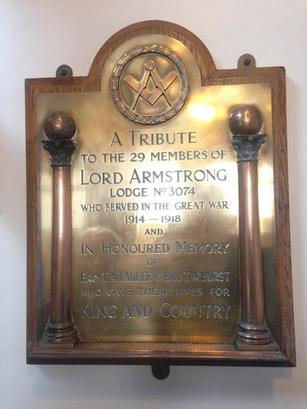 A TRIBUTE
TO THE 29 MEMBERS OF
LORD ARMSTRONG
LODGE Nº 3074
WHO SERVED IN THE GREAT WAR
1914 — 1918
AND
IN HONOURED MEMORY
OF
BRO
WHO GAVE THEIR LIVES FOR
KING AND COUNTRY